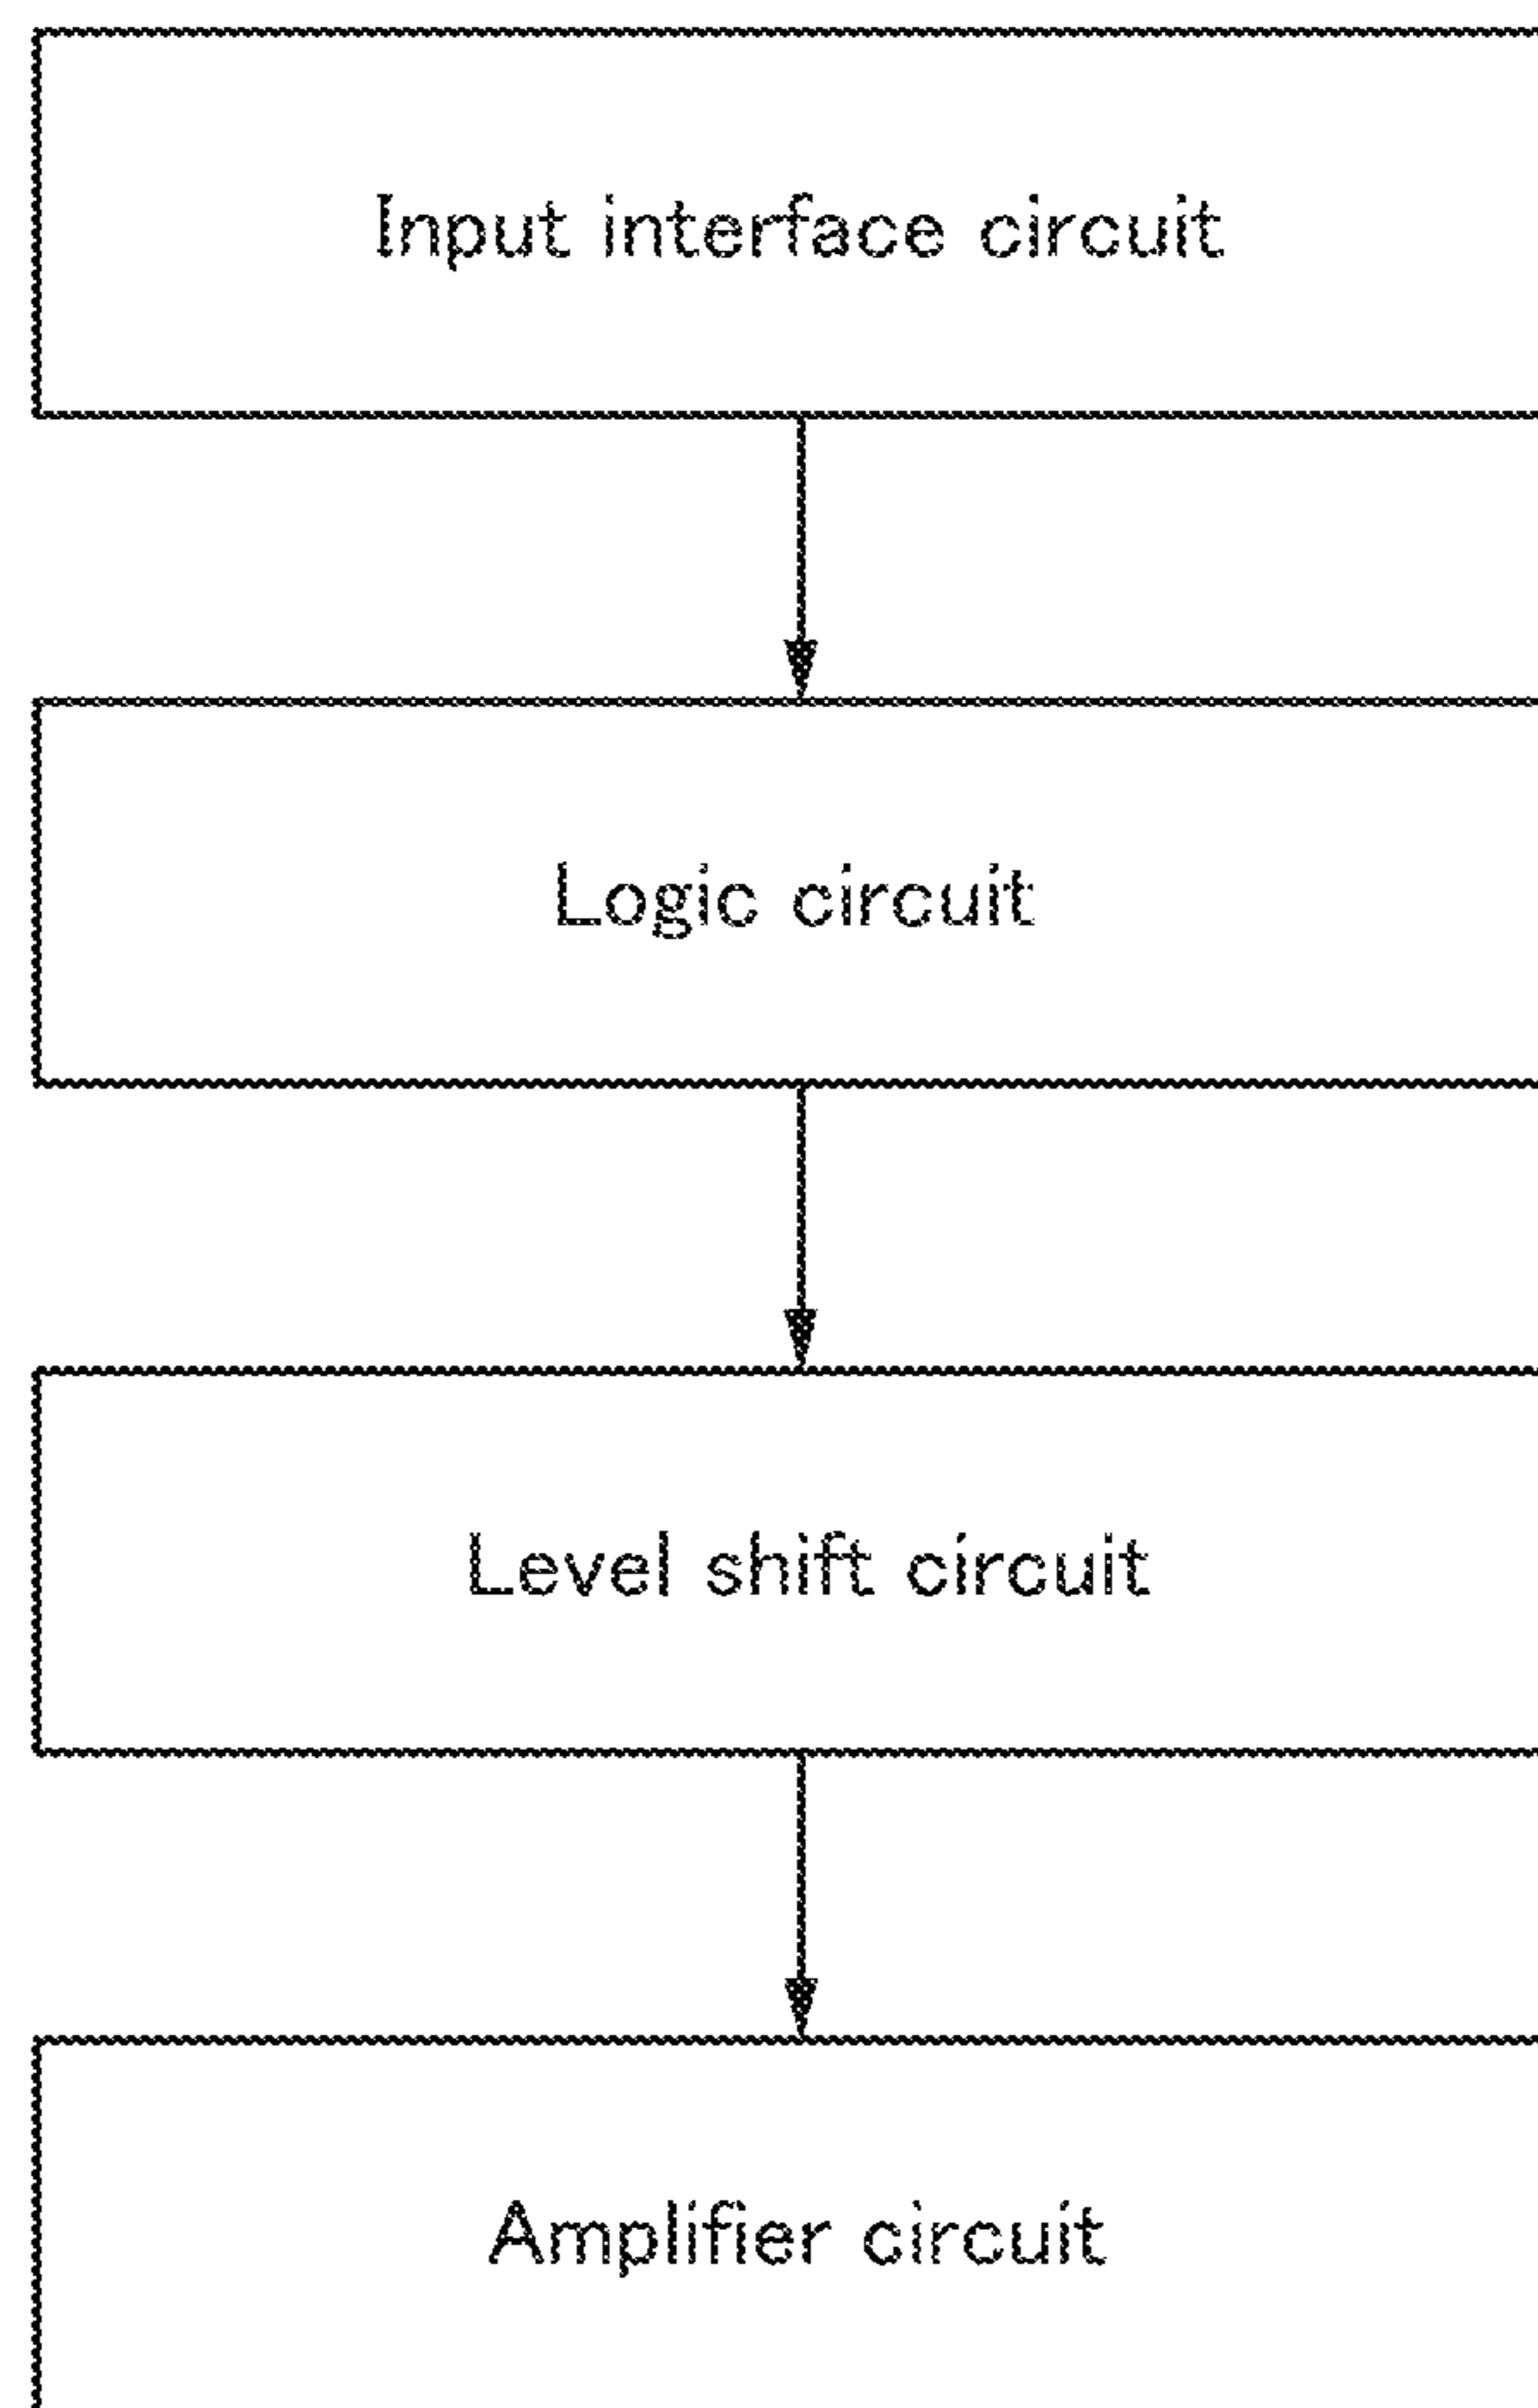 Input interface circuit
Logic circuit
Level shift circuit
Amplifier circuit